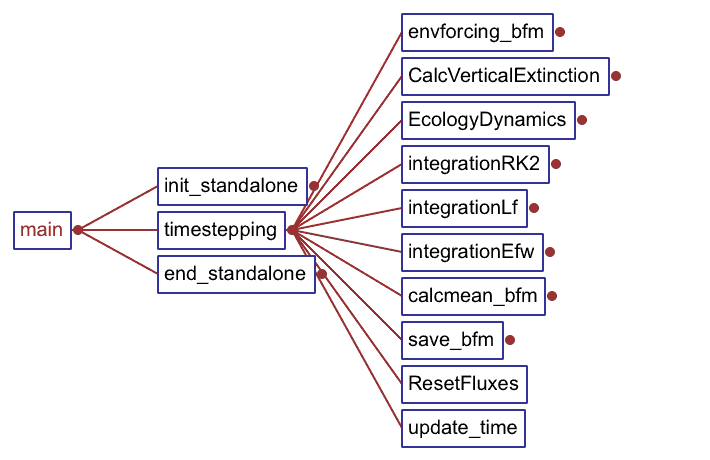 main
init_standalone
timestepping
end_standalone
envforcing_bfm
CalcVerticalExtinction
EcologyDynamics
integrationRK2
integrationLf
integrationEfw
calcmean_bfm
save_bfm
ResetFluxes
update_time